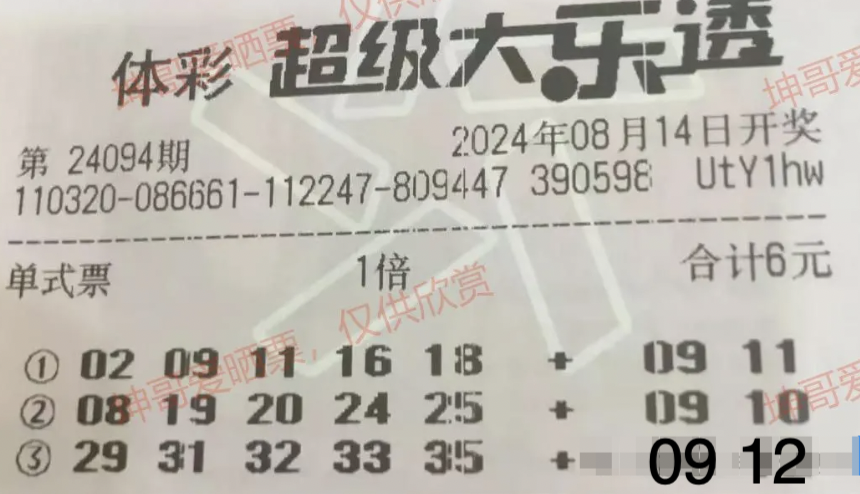 体彩 超级大乐透
第 24094期 2024年08月14日开奖
110320-086661-112247-809447 390598 UtY1hw
单式票 1倍 合计6元
① 02 09 11 16 18 + 09 11
② 08 19 20 24 25 + 09 10
③ 29 31 32 33 35 + 09 12
坤哥爱晒票，仅供欣赏
坤哥爱晒票，仅供欣赏
坤哥爱
坤哥爱